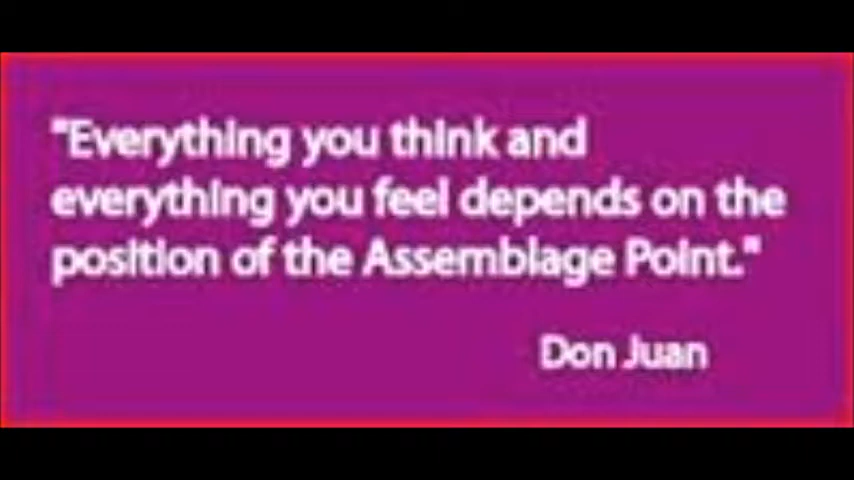 "Everything you think and
everything you feel depends on the
position of the Assemblage Point."
Don Juan